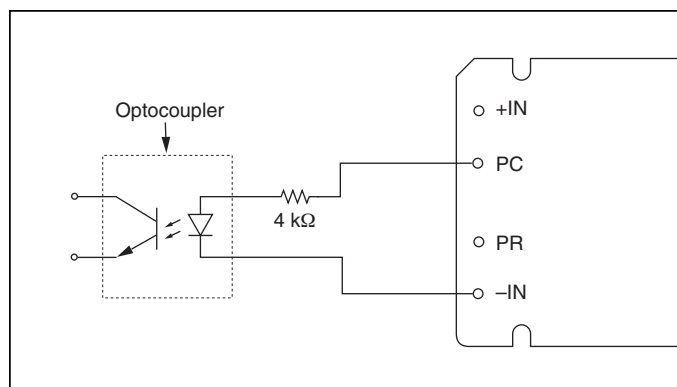 Optocoupler
+IN
PC
4 kΩ
PR
–IN